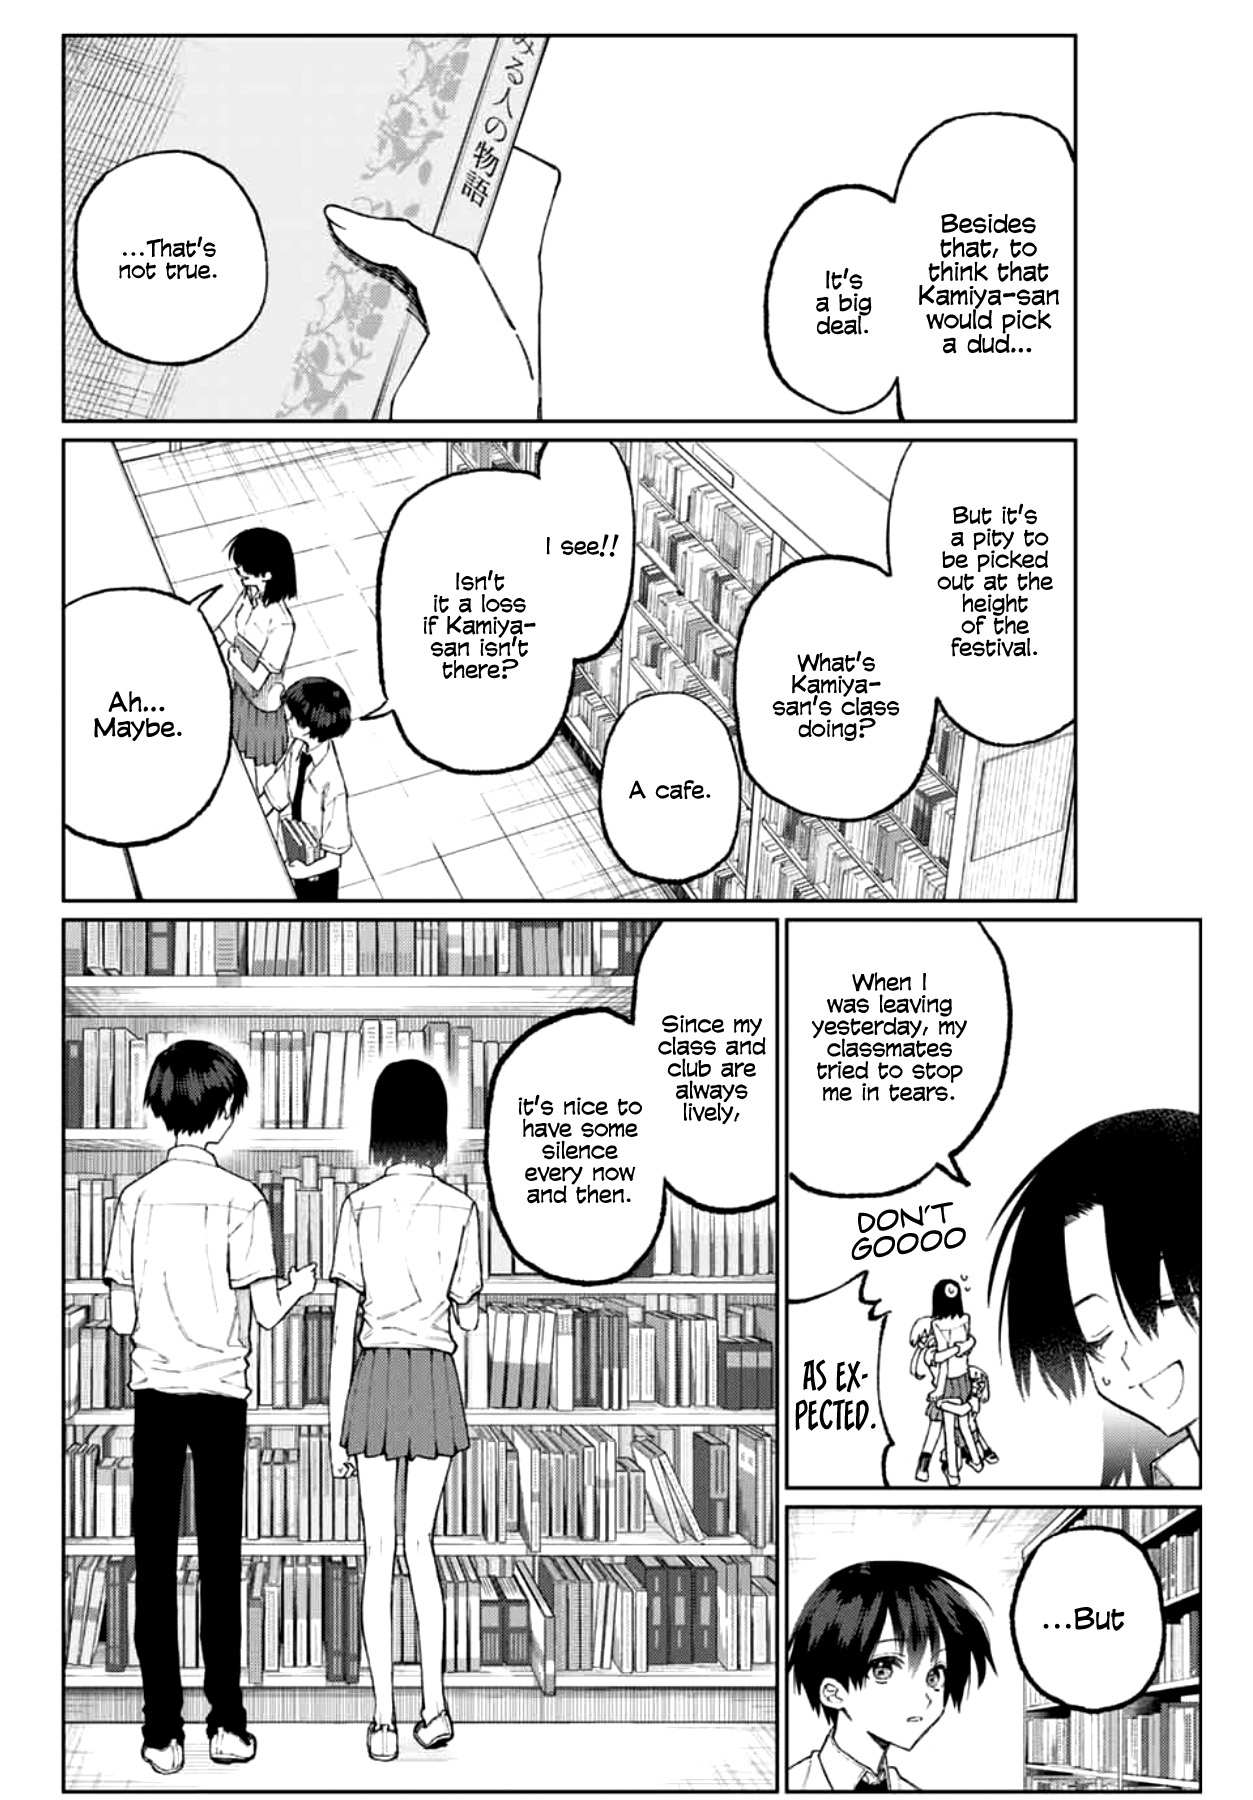 みる人の物語
Besides
that, to
think that
Kamiya-san
would pick
a dud...
It's
a big
deal.
...That's
not true.
But it's
a pity to
be picked
out at the
height
of the
festival.
What's
Kamiya-
san's class
doing?
A cafe.
I see!!
Isn't
it a loss
if Kamiya-
san isn't
there?
Ah...
Maybe.
When I
was leaving
yesterday, my
classmates
tried to stop
me in tears.
DON'T
GOOOO
AS EX-
PECTED.
...But
Since my
class and
club are
always
lively,
it's nice to
have some
silence
every now
and then.